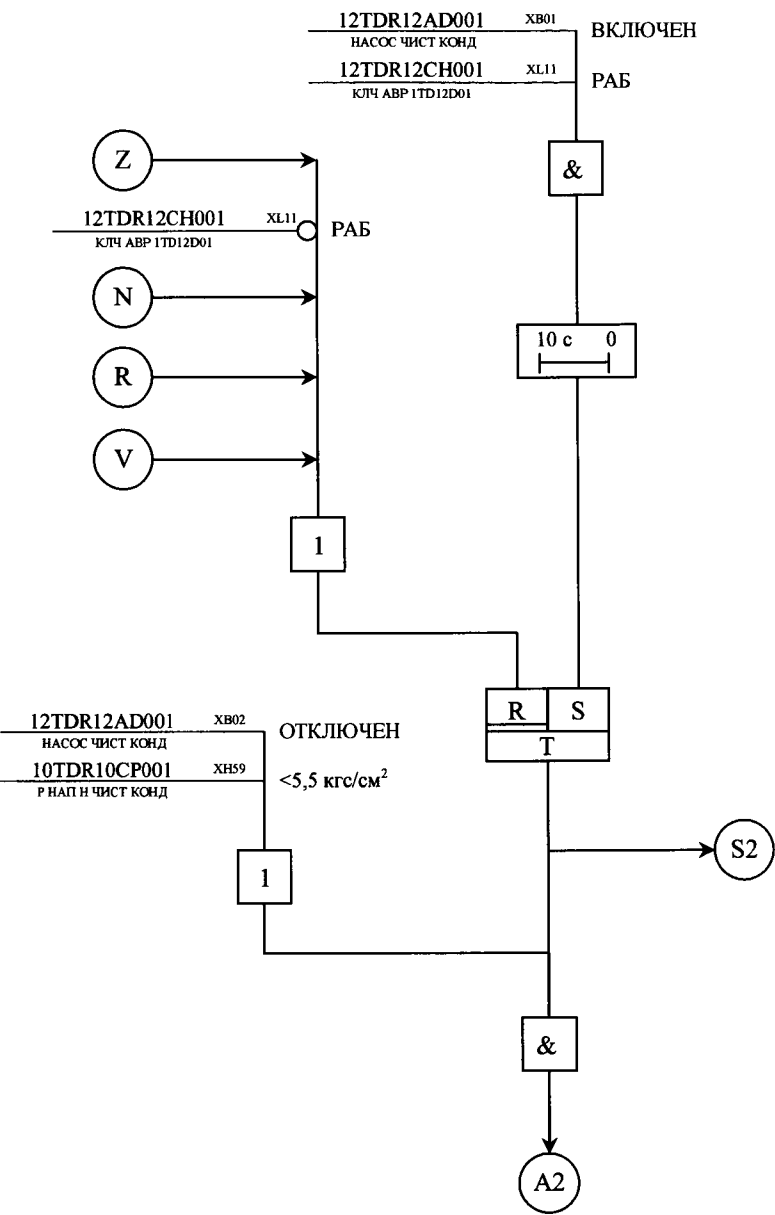 12TDR12AD001 XB01 ВКЛЮЧЕН
НАСОС ЧИСТ КОНД
12TDR12CH001 XL11 РАБ
КЛЧ АВР 1TD12D01
&
Z
12TDR12CH001 XL11 РАБ
КЛЧ АВР 1TD12D01
N
10 с 0
R
V
1
R S
T
12TDR12AD001 XB02 ОТКЛЮЧЕН
НАСОС ЧИСТ КОНД
10TDR10CP001 XH59 <5,5 кгс/см²
Р НАП Н ЧИСТ КОНД
S2
1
&
A2